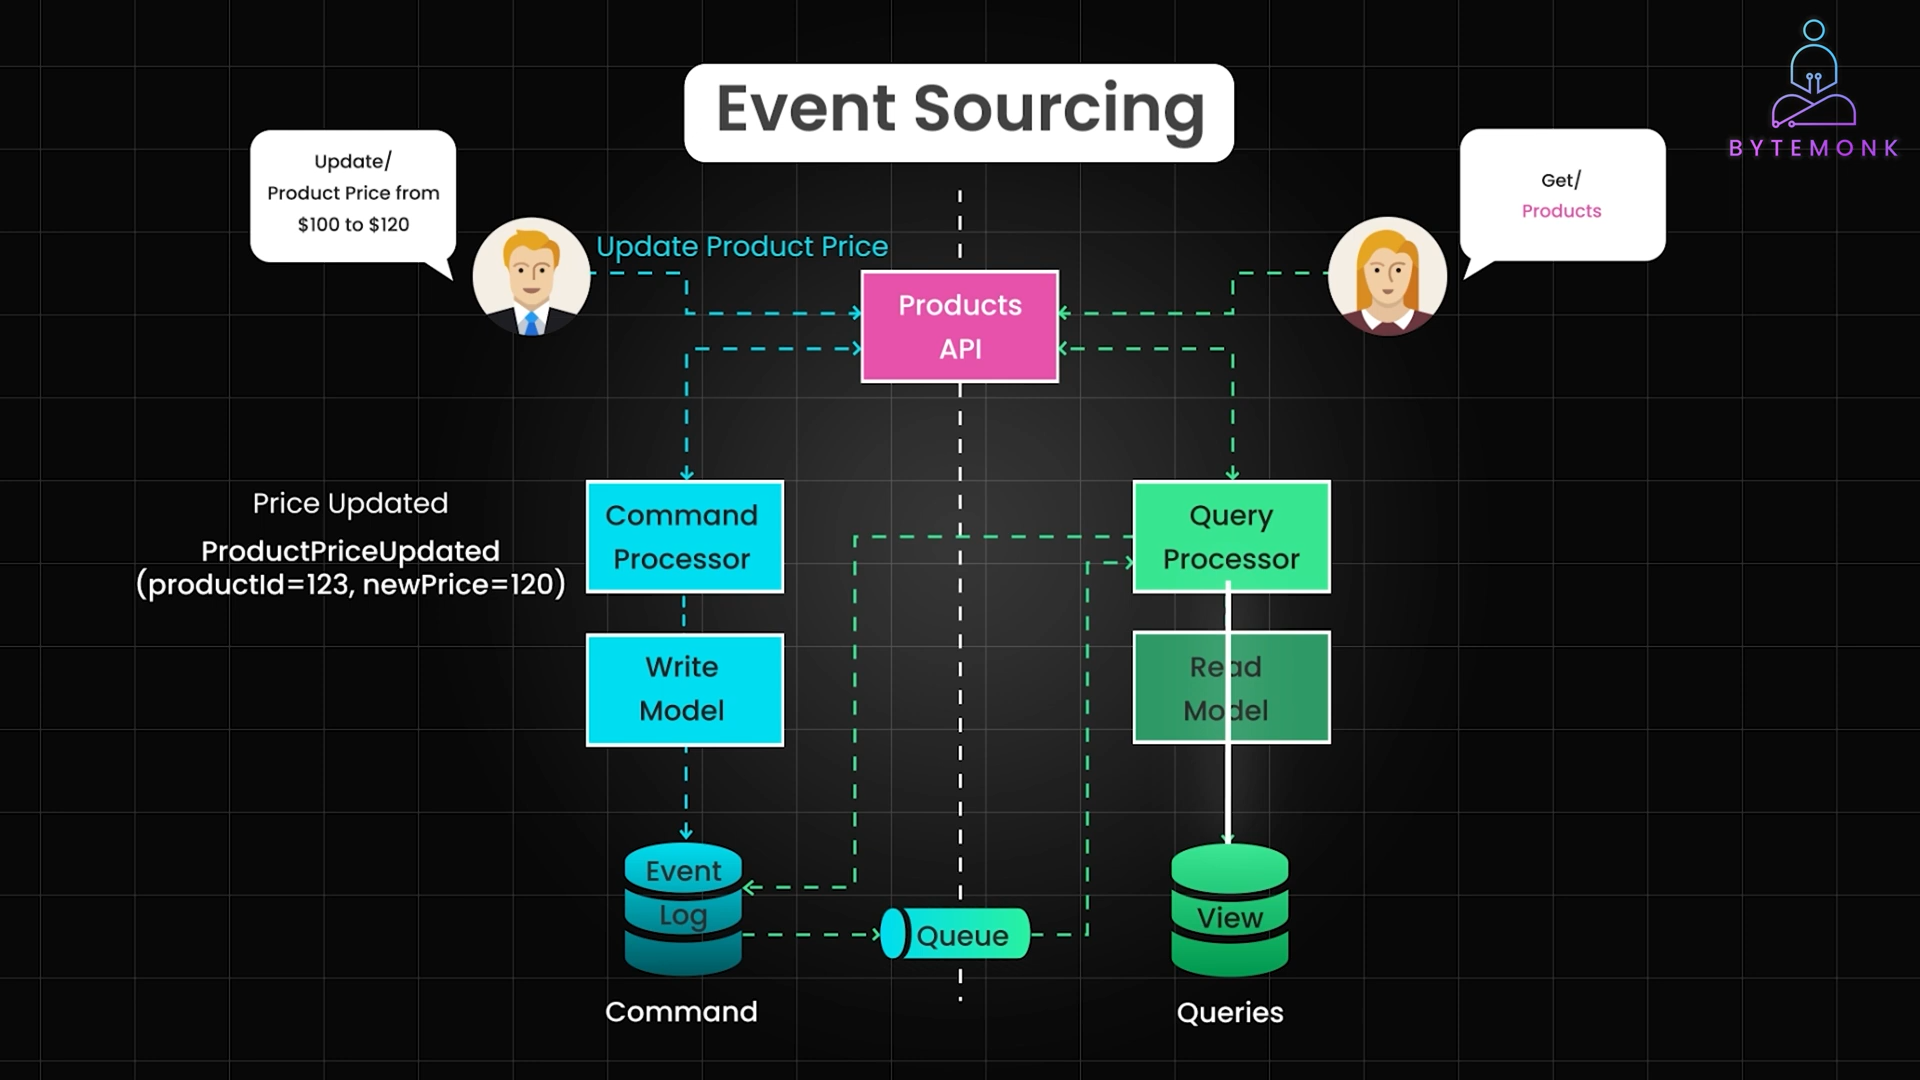 Event Sourcing
BYTEMONK
Update/
Product Price from
$100 to $120
Get/
Products
Update Product Price
Products
API
Price Updated
ProductPriceUpdated
(productId=123, newPrice=120)
Command
Processor
Query
Processor
Write
Model
Read
Model
Event
Log
Queue
View
Command
Queries